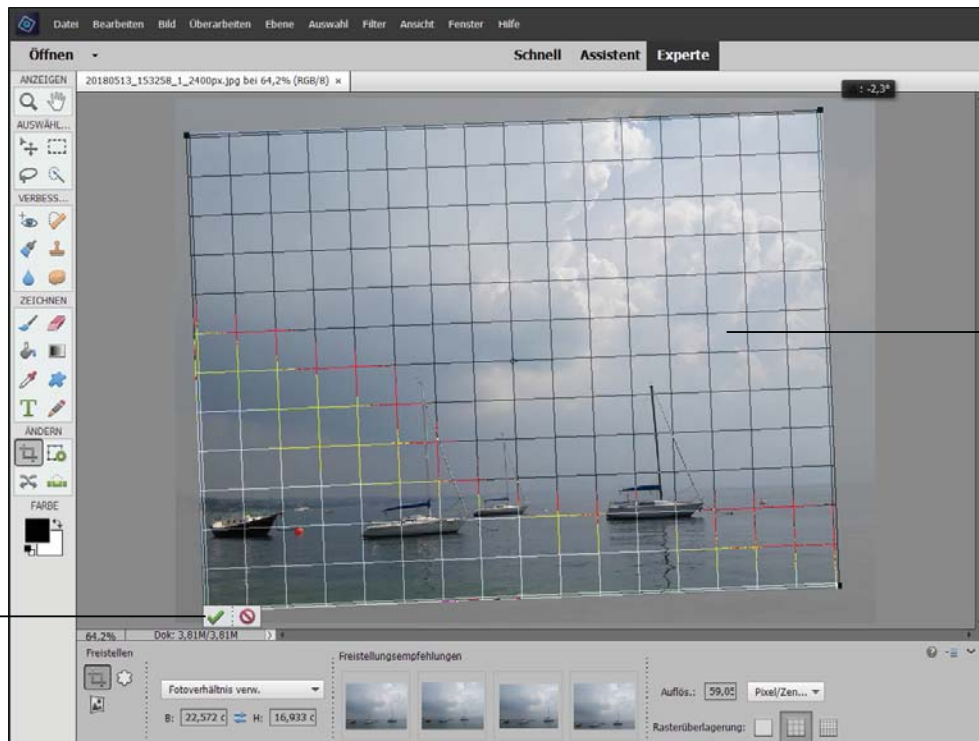 Datei Bearbeiten Bild Überarbeiten Ebene Auswahl Filter Ansicht Fenster Hilfe
Öffnen
Schnell Assistent Experte
ANZEIGEN
20180513_153258_1_2400px.jpg bei 64,2% (RGB/8) ×
: -2,3°
AUSWÄHL...
VERBESS...
ZEICHNEN
T
ÄNDERN
FARBE
64,2% Dok: 3,81M/3,81M
Freistellen
Freistellungsempfehlungen
Fotoverhältnis verw.
Auflös.: 59,05 Pixel/Zen...
B: 22,572 c H: 16,933 c
Rasterüberlagerung: